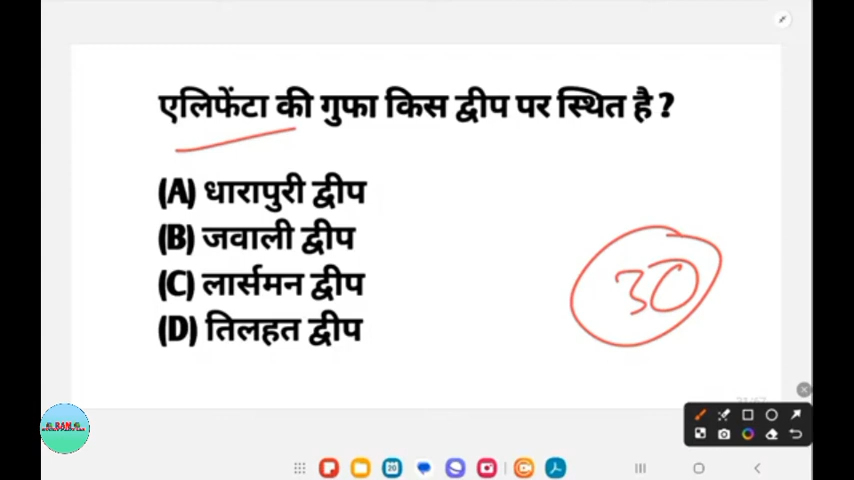 एलिफेंटा की गुफा किस द्वीप पर स्थित है ?
(A) धारापुरी द्वीप
(B) जवाली द्वीप
(C) लार्समन द्वीप
(D) तिलहत द्वीप
30